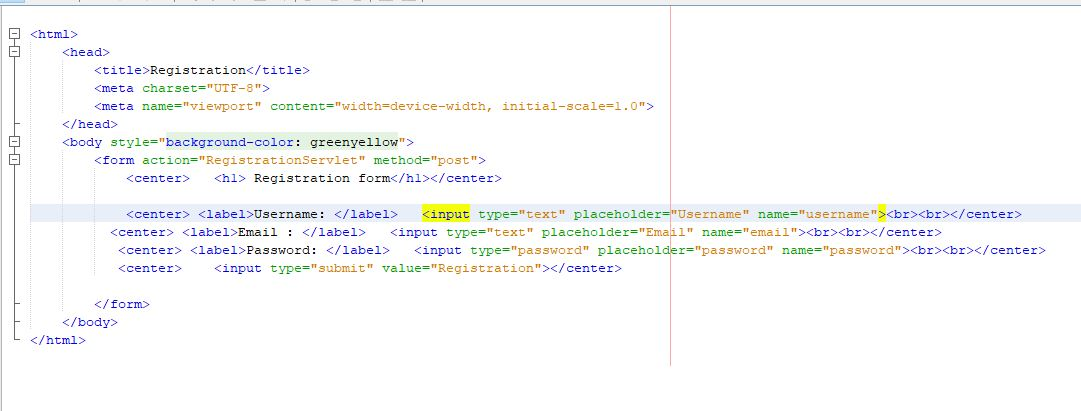 <html>
<head>
<title>Registration</title>
<meta charset="UTF-8">
<meta name="viewport" content="width=device-width, initial-scale=1.0">
</head>
<body style="background-color: greenyellow">
<form action="RegistrationServlet" method="post">
<center>   <h1> Registration form</h1></center>
<center> <label>Username: </label>   <input type="text" placeholder="Username" name="username"><br><br></center>
<center> <label>Email : </label>   <input type="text" placeholder="Email" name="email"><br><br></center>
<center> <label>Password: </label>   <input type="password" placeholder="password" name="password"><br><br></center>
<center>    <input type="submit" value="Registration"></center>
</form>
</body>
</html>